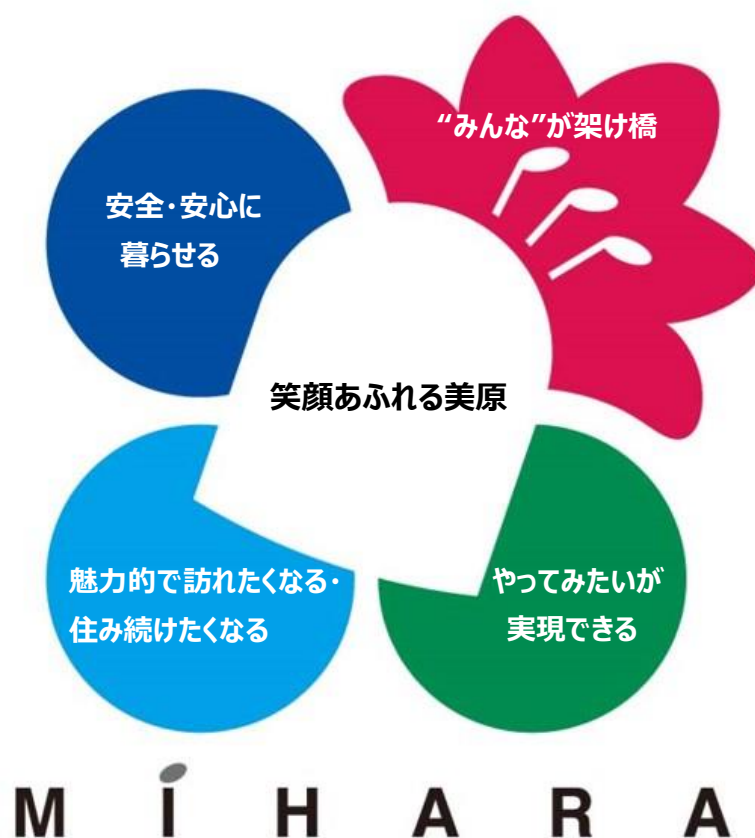 “みんな”が架け橋
安全・安心に
暮らせる
笑顔あふれる美原
魅力的で訪れたくなる・
住み続けたくなる
やってみたいが
実現できる
MIHARA